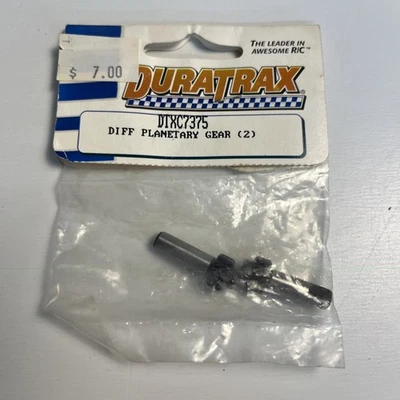 THE LEADER IN
AWESOME R/C™
$ 7.00
DURATRAX®
DTXC7375
DIFF PLANETARY GEAR (2)